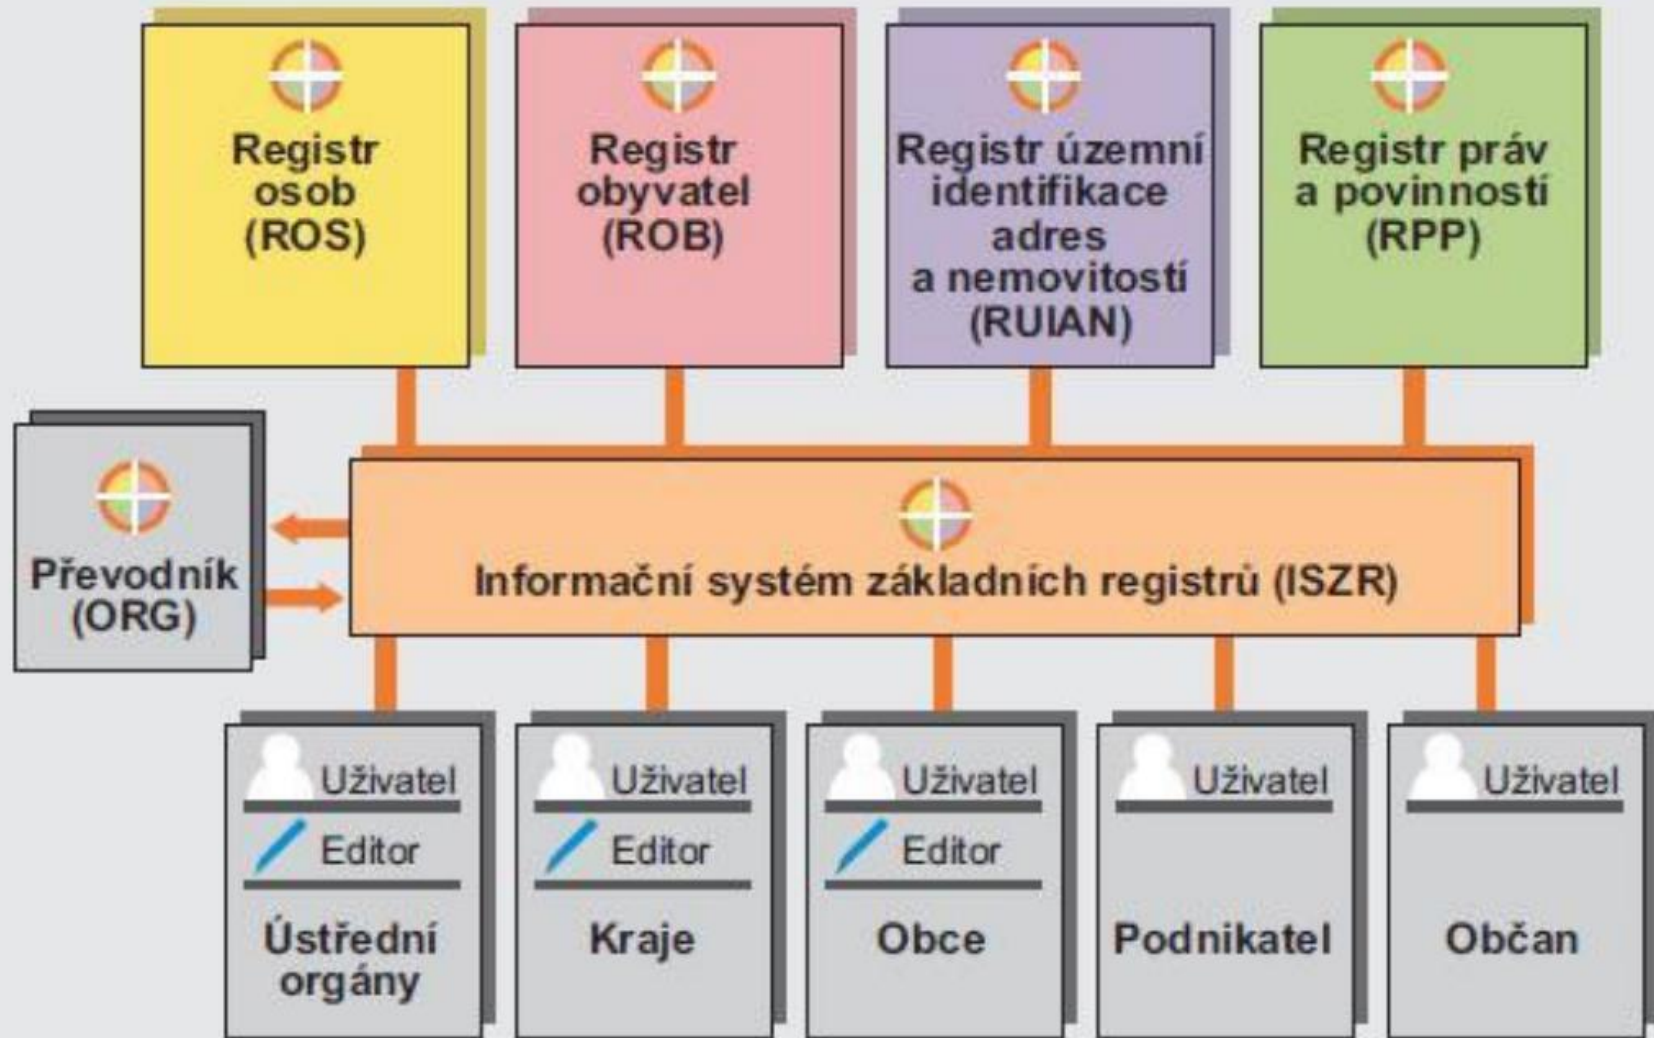 Registr
osob
(ROS)
Registr
obyvatel
(ROB)
Registr územní
identifikace
adres
a nemovitostí
(RUIAN)
Registr práv
a povinností
(RPP)
Převodník
(ORG)
Informační systém základních registrů (ISZR)
Uživatel
Editor
Ústřední
orgány
Uživatel
Editor
Kraje
Uživatel
Editor
Obce
Uživatel
Podnikatel
Uživatel
Občan